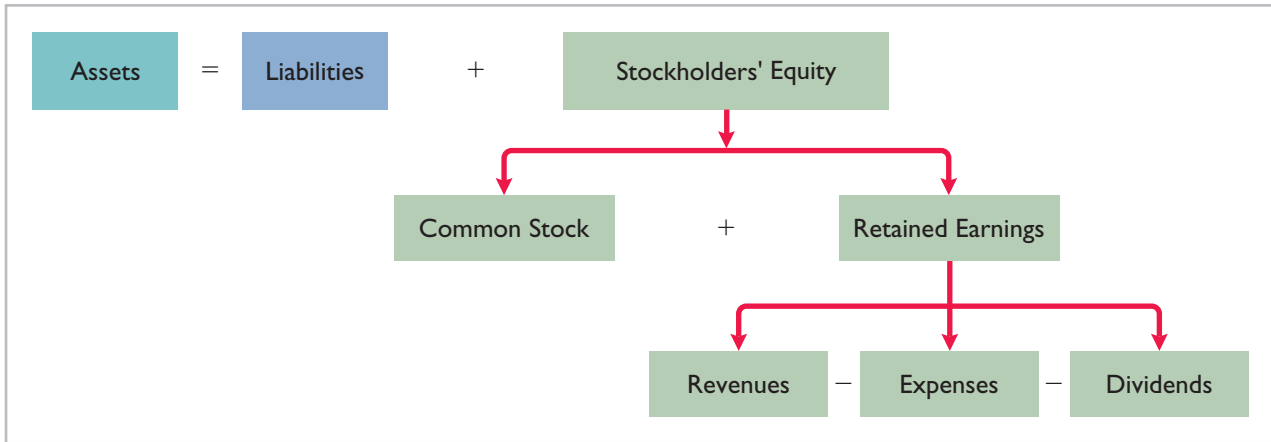 Assets = Liabilities + Stockholders' Equity
Common Stock + Retained Earnings
Revenues – Expenses – Dividends